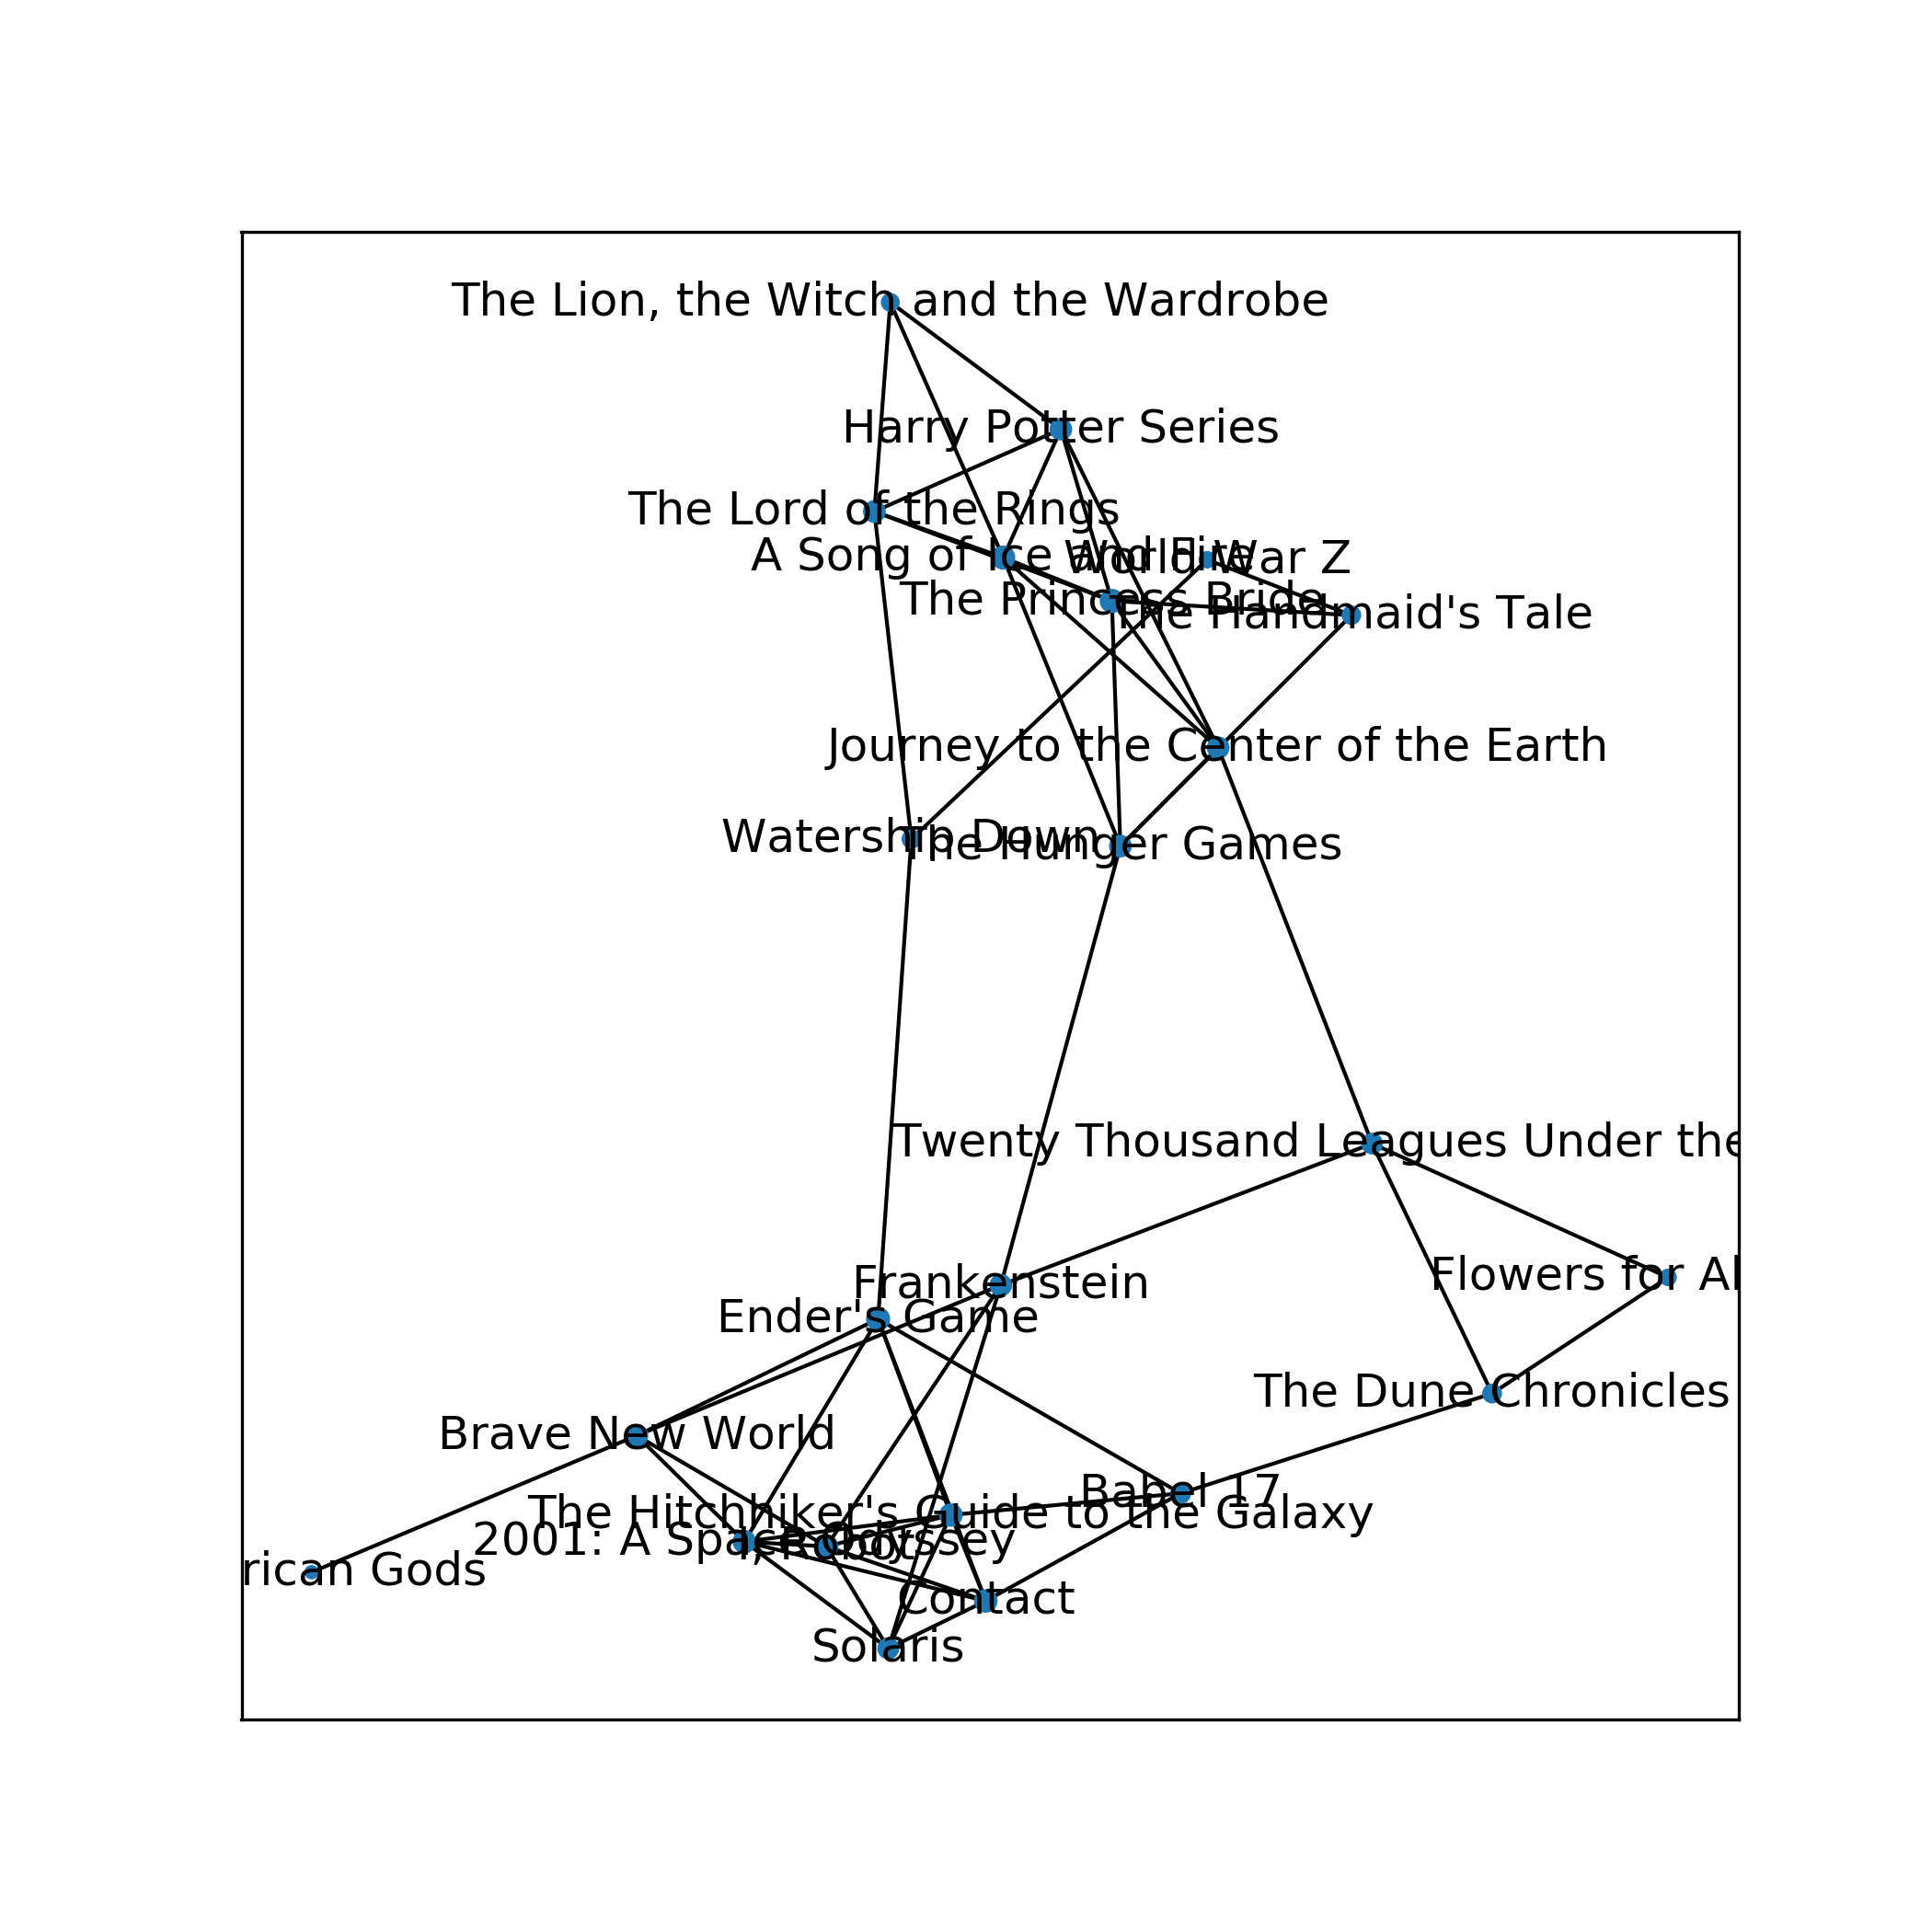 The Lion, the Witch and the Wardrobe
Harry Potter Series
The Lord of the Rings
A Song of Ice and Fire
World War Z
The Princess Bride
The Handmaid's Tale
Journey to the Center of the Earth
Watership Down
The Hunger Games
Twenty Thousand Leagues Under the
Flowers for Al
Frankenstein
Ender's Game
The Dune Chronicles
Brave New World
Babel 17
The Hitchhiker's Guide to the Galaxy
2001: A Space Odyssey
I, Robot
rican Gods
Contact
Solaris